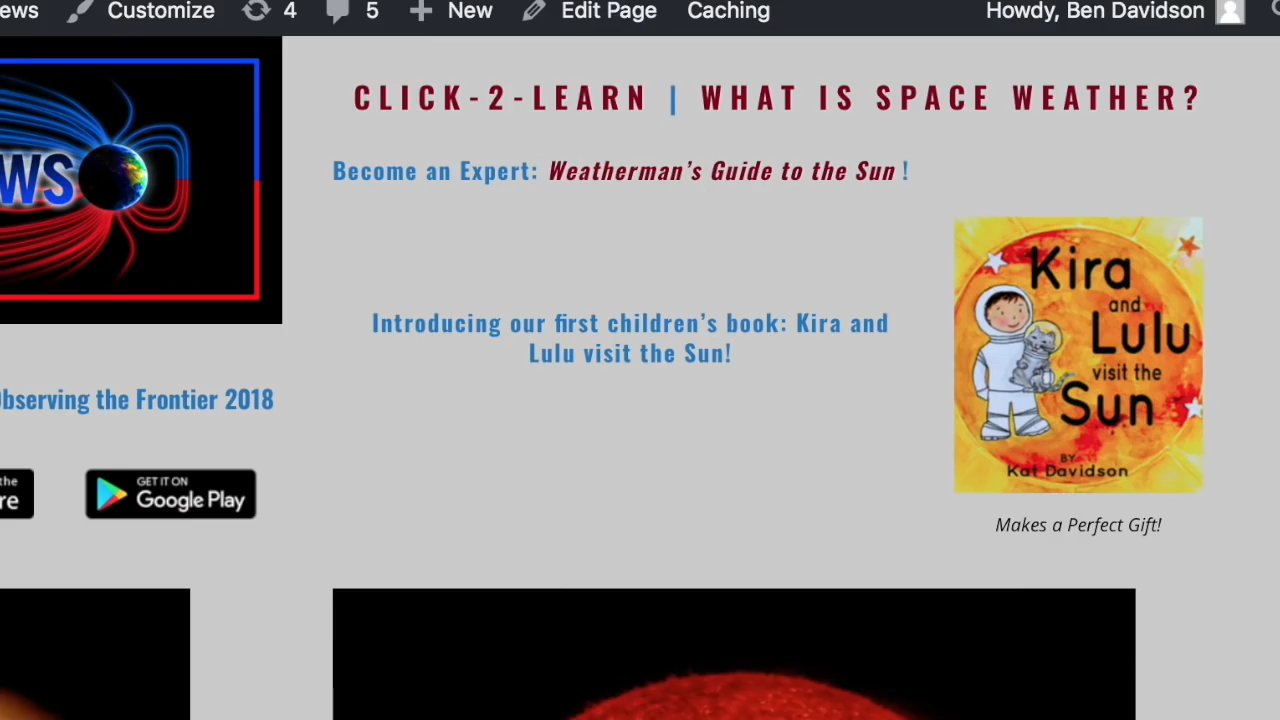 ews Customize 4 5 New Edit Page Caching Howdy, Ben Davidson
WS
CLICK-2-LEARN | WHAT IS SPACE WEATHER?
Become an Expert: Weatherman's Guide to the Sun !
Introducing our first children's book: Kira and
Lulu visit the Sun!
Kira
and
Lulu
visit the
Sun
BY
Kat Davidson
Makes a Perfect Gift!
Observing the Frontier 2018
the
re
GET IT ON
Google Play